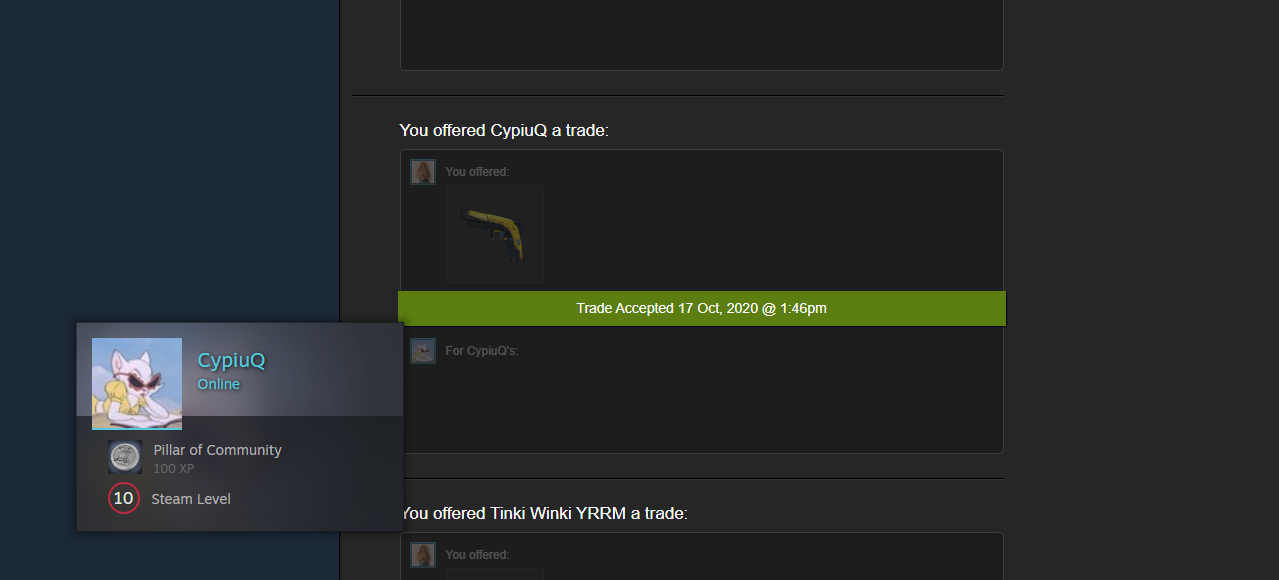 You offered CypiuQ a trade:
You offered:
Trade Accepted 17 Oct, 2020 @ 1:46pm
For CypiuQ's:
CypiuQ
Online
Pillar of Community
100 XP
10 Steam Level
You offered Tinki Winki YRRM a trade:
You offered: